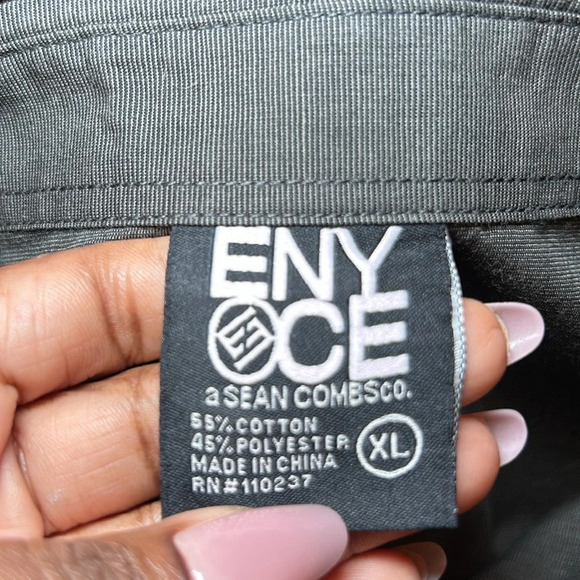 ENY
CE
a SEAN COMBS CO.
55% COTTON
45% POLYESTER
XL
MADE IN CHINA
RN#110237